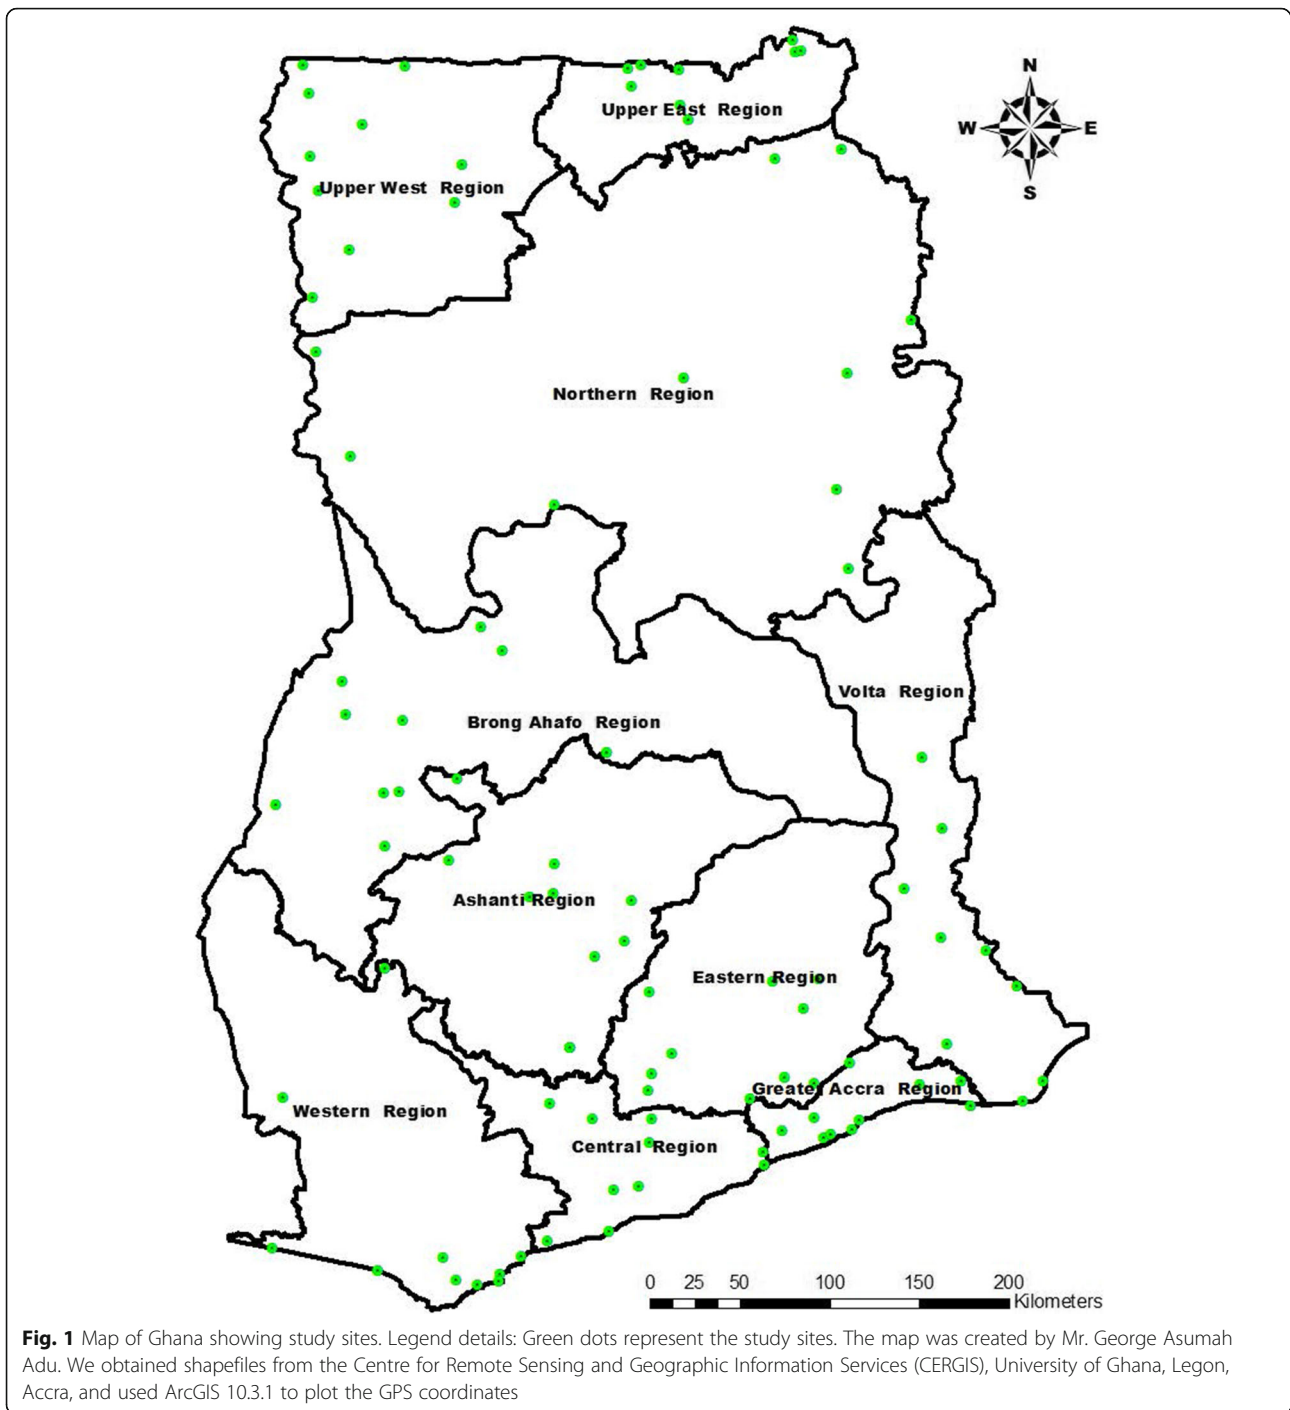 N
W E
S
Upper East Region
Upper West Region
Northern Region
Volta Region
Brong Ahafo Region
Ashanti Region
Eastern Region
Greater Accra Region
Western Region
Central Region
0 25 50 100 150 200
Kilometers
Fig. 1 Map of Ghana showing study sites. Legend details: Green dots represent the study sites. The map was created by Mr. George Asumah
Adu. We obtained shapefiles from the Centre for Remote Sensing and Geographic Information Services (CERGIS), University of Ghana, Legon,
Accra, and used ArcGIS 10.3.1 to plot the GPS coordinates